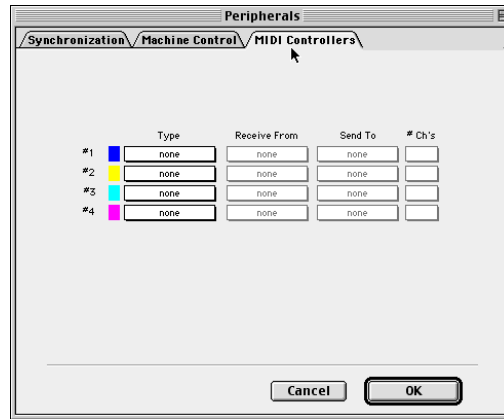 Peripherals
Synchronization Machine Control MIDI Controllers
Type Receive From Send To # Ch's
#1 none none none
#2 none none none
#3 none none none
#4 none none none
Cancel OK